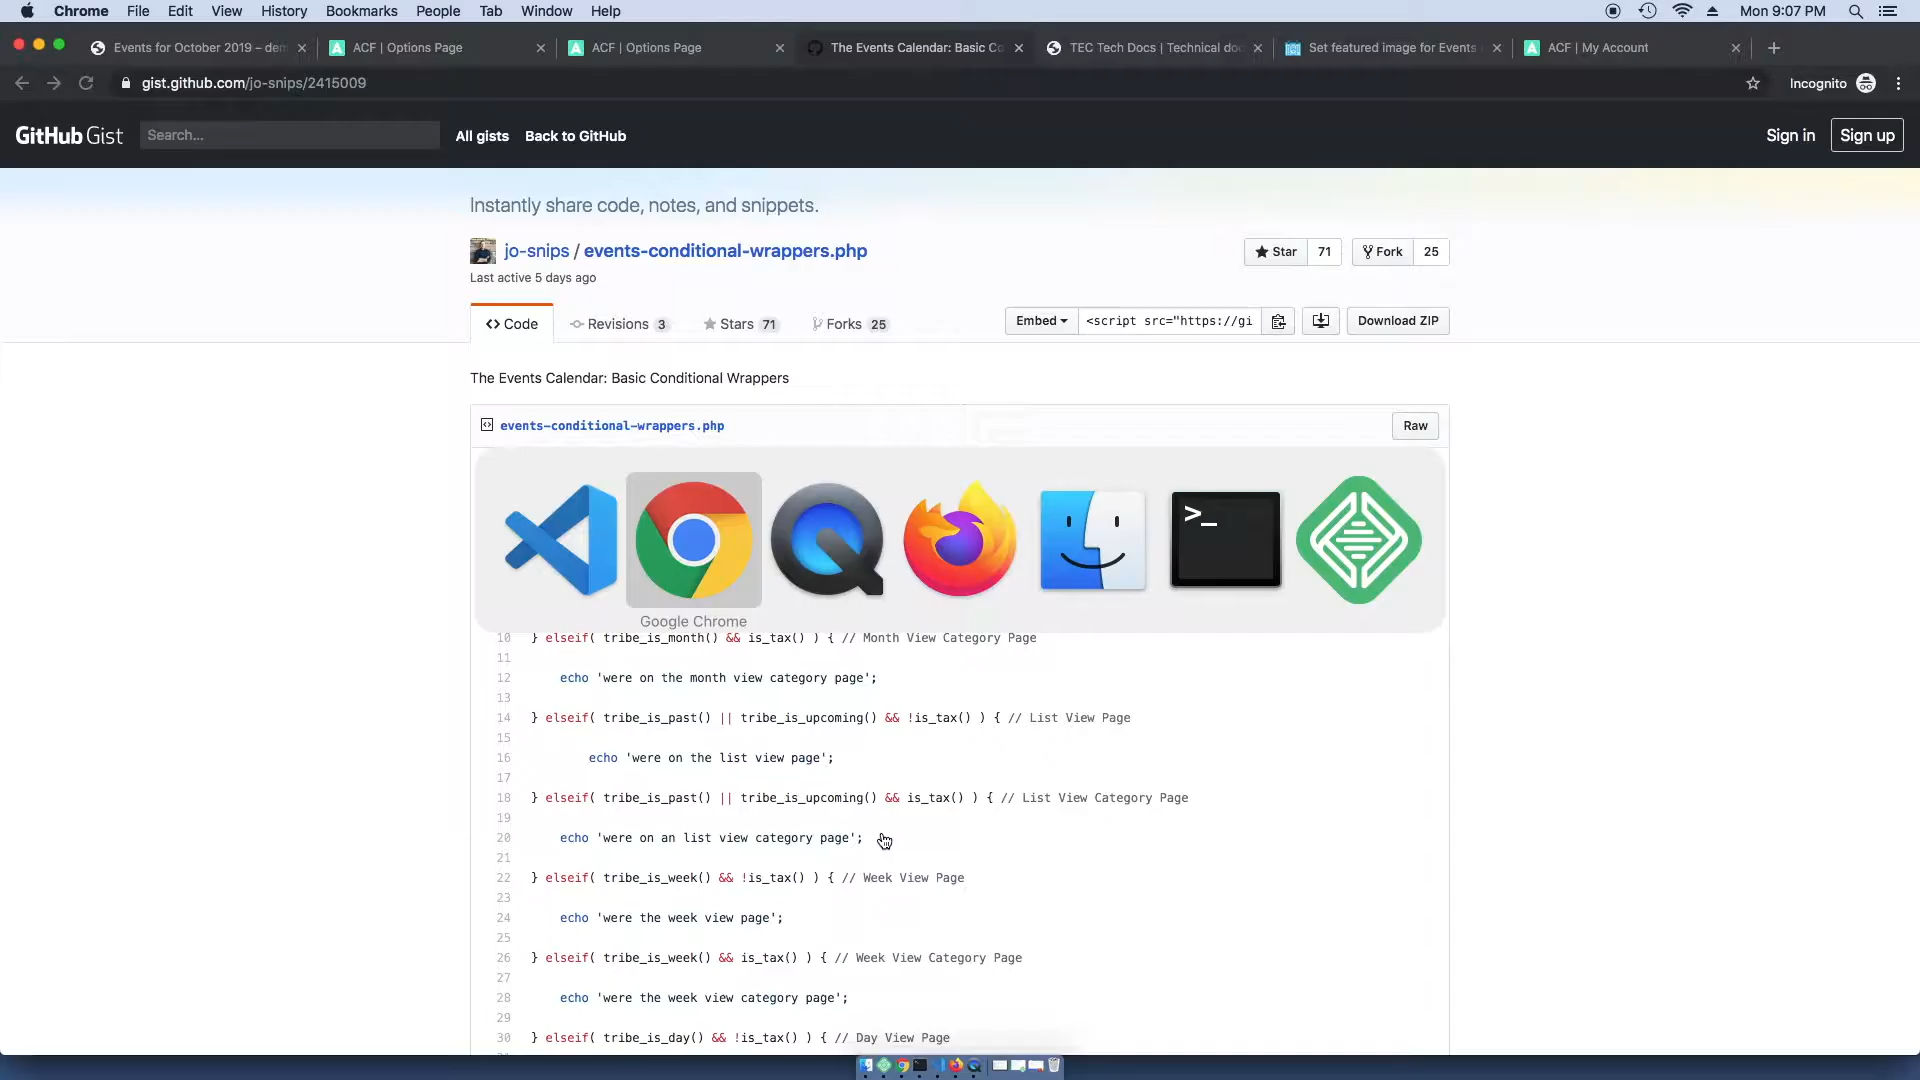 Chrome File Edit View History Bookmarks People Tab Window Help Mon 9:07 PM
Events for October 2019 – den ACF | Options Page ACF | Options Page The Events Calendar: Basic Co TEC Tech Docs | Technical doc Set featured image for Events ACF | My Account
gist.github.com/jo-snips/2415009 Incognito
GitHub Gist Search... All gists Back to GitHub Sign in Sign up
Instantly share code, notes, and snippets.
jo-snips / events-conditional-wrappers.php Star 71 Fork 25
Last active 5 days ago
<> Code Revisions 3 Stars 71 Forks 25 Embed <script src="https://gi Download ZIP
The Events Calendar: Basic Conditional Wrappers
events-conditional-wrappers.php Raw
>_
Google Chrome
10 } elseif( tribe_is_month() && is_tax() ) { // Month View Category Page
11
12 echo 'were on the month view category page';
13
14 } elseif( tribe_is_past() || tribe_is_upcoming() && !is_tax() ) { // List View Page
15
16 echo 'were on the list view page';
17
18 } elseif( tribe_is_past() || tribe_is_upcoming() && is_tax() ) { // List View Category Page
19
20 echo 'were on an list view category page';
21
22 } elseif( tribe_is_week() && !is_tax() ) { // Week View Page
23
24 echo 'were the week view page';
25
26 } elseif( tribe_is_week() && is_tax() ) { // Week View Category Page
27
28 echo 'were the week view category page';
29
30 } elseif( tribe_is_day() && !is_tax() ) { // Day View Page